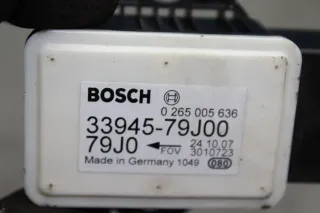 BOSCH
0 265 005 636
33945-79J00
79J0
24.10.07
FOV 3010723
Made in Germany 1049 080